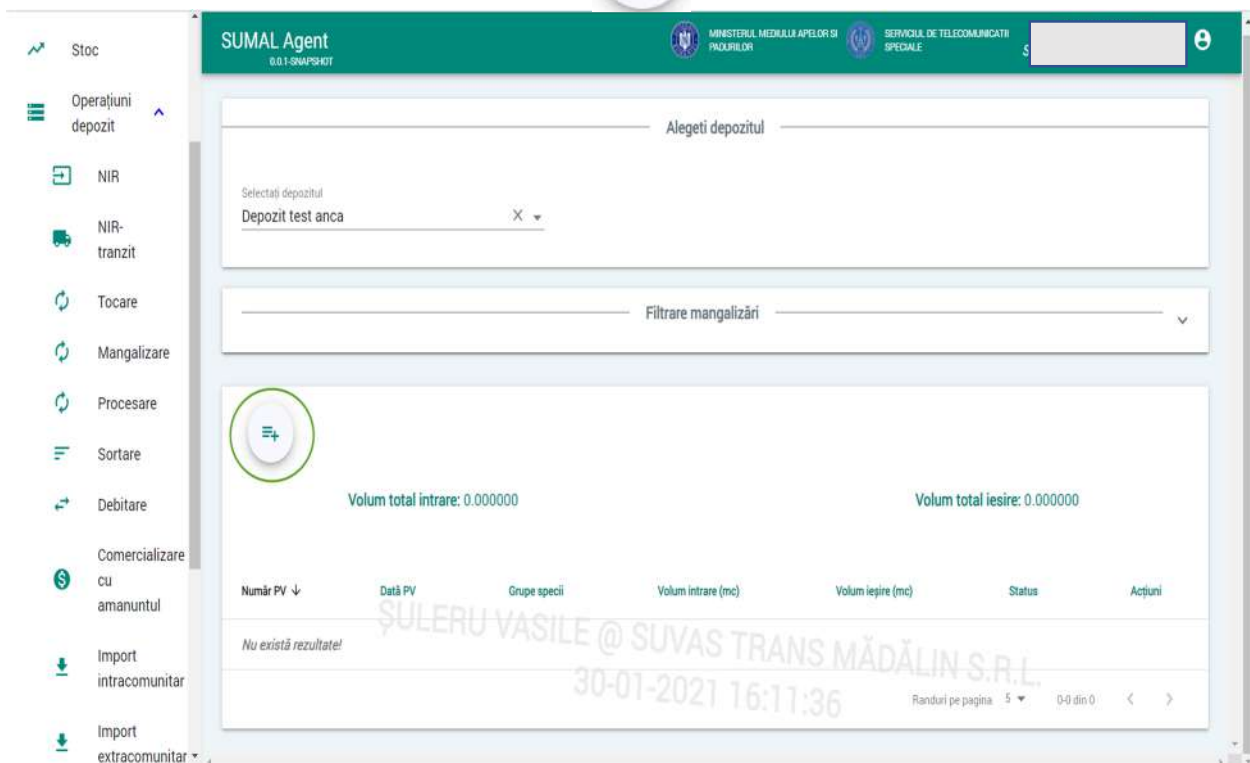 Stoc
Operațiuni
depozit
NIR
NIR-
tranzit
Tocare
Mangalizare
Procesare
Sortare
Debitare
Comercializare
cu
amanuntul
Import
intracomunitar
Import
extracomunitar
SUMAL Agent
0.0.1-SNAPSHOT
MINISTERUL MEDIULUI APELOR SI
PADURILOR
SERVICIUL DE TELECOMUNICATII
SPECIALE
S
Alegeti depozitul
Selectați depozitul
Depozit test anca
Filtrare mangalizări
Volum total intrare: 0.000000
Volum total iesire: 0.000000
Număr PV
Dată PV
Grupe specii
Volum intrare (mc)
Volum ieșire (mc)
Status
Acțiuni
Nu există rezultate!
ȘULERU VASILE @ SUVAS TRANS MĂDĂLIN S.R.L.
30-01-2021 16:11:36
Randuri pe pagina 5
0-0 din 0